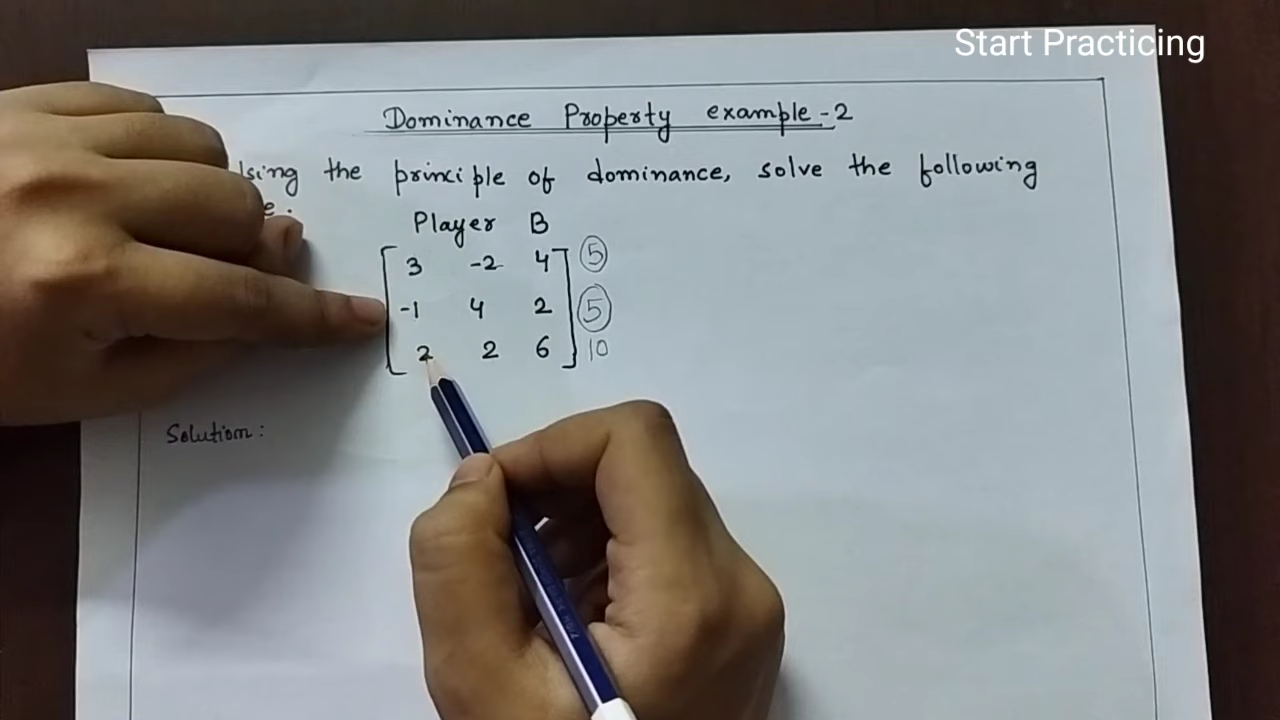 Start Practicing
Dominance Property example-2
the principle of dominance, solve the following
Player B
3 -2 4 5
-1 4 2 5
2 2 6 10
Solution: